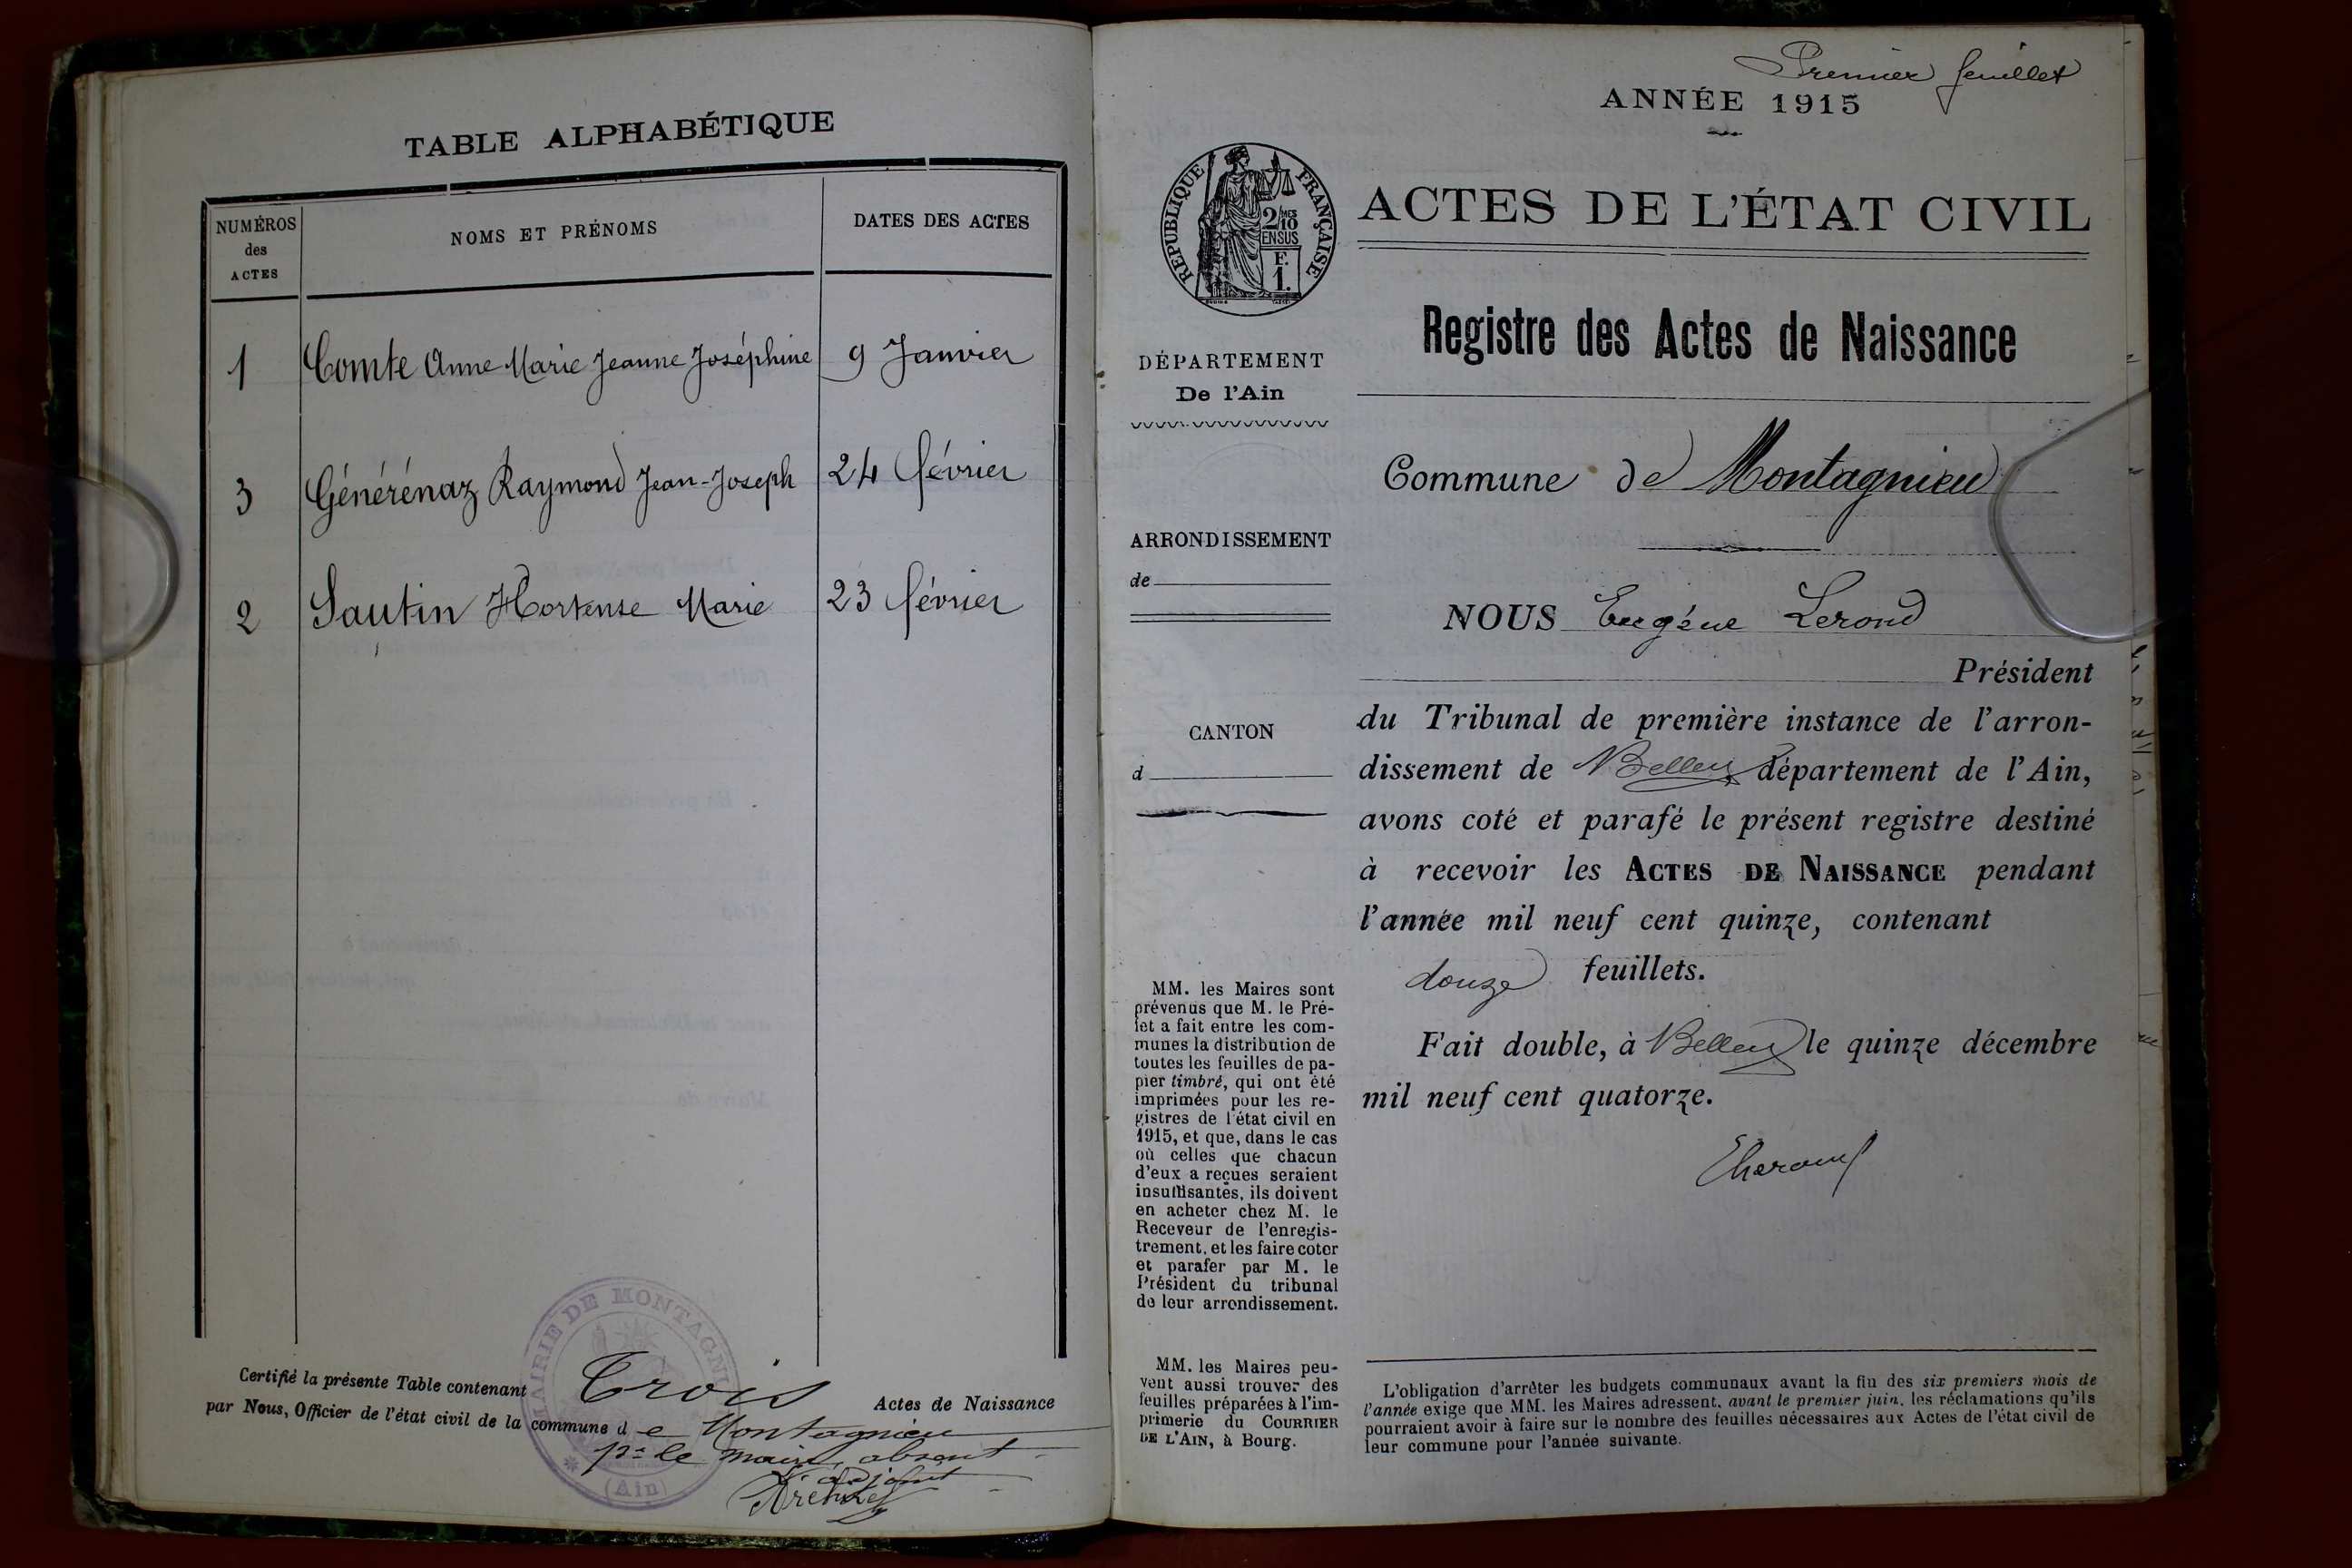 TABLE ALPHABÉTIQUE
NUMÉROS
des
ACTES
NOMS ET PRÉNOMS
DATES DES ACTES
1 Comte Anne Marie Jeanne Joséphine 9 Janvier
3 Générénaz Raymond Jean-Joseph 24 février
2 Sautin Hortense Marie 23 février
Certifié la présente Table contenant Trois Actes de Naissance
par Nous, Officier de l'état civil de la commune de Montagnieu
pr le maire absent
L'adjoint
MAIRIE DE MONTAGNIEU
(Ain)
Premier feuillet
ANNÉE 1915
RÉPUBLIQUE FRANÇAISE
2/10MES
EN SUS
F.
1.
ACTES DE L'ÉTAT CIVIL
Registre des Actes de Naissance
DÉPARTEMENT
De l'Ain
Commune de Montagnieu
ARRONDISSEMENT
de
NOUS Eugéne Lerond
Président
CANTON
d
du Tribunal de première instance de l'arron-
dissement de Belley département de l'Ain,
avons coté et parafé le présent registre destiné
à recevoir les ACTES DE NAISSANCE pendant
l'année mil neuf cent quinze, contenant
douze feuillets.
Fait double, à Belley le quinze décembre
mil neuf cent quatorze.
MM. les Maires sont
prévenus que M. le Pré-
fet a fait entre les com-
munes la distribution de
toutes les feuilles de pa-
pier timbré, qui ont été
imprimées pour les re-
gistres de l'état civil en
1915, et que, dans le cas
où celles que chacun
d'eux a reçues seraient
insuffisantes, ils doivent
en acheter chez M. le
Receveur de l'enregis-
trement, et les faire coter
et parafer par M. le
Président du tribunal
de leur arrondissement.
MM. les Maires peu-
vent aussi trouver des
feuilles préparées à l'im-
primerie du COURRIER
DE L'AIN, à Bourg.
L'obligation d'arrêter les budgets communaux avant la fin des six premiers mois de
l'année exige que MM. les Maires adressent, avant le premier juin, les réclamations qu'ils
pourraient avoir à faire sur le nombre des feuilles nécessaires aux Actes de l'état civil de
leur commune pour l'année suivante.